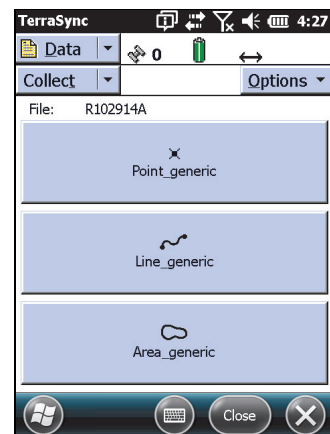 TerraSync 4:27
Data 0
Collect Options
File: R102914A
Point_generic
Line_generic
Area_generic
Close